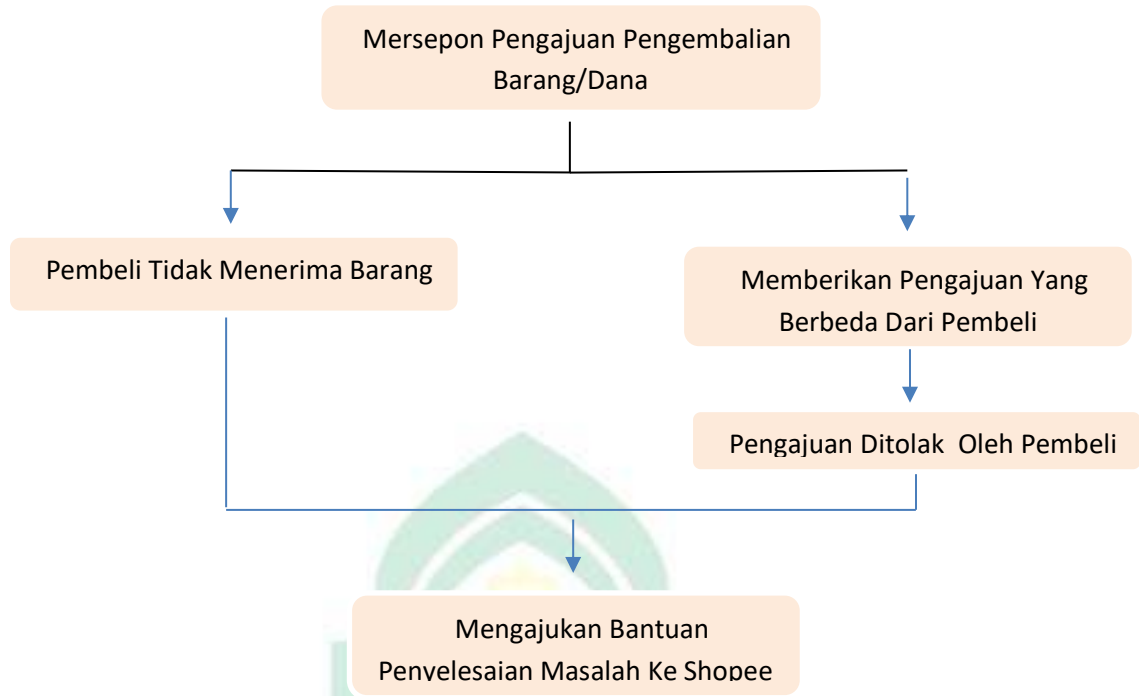 Mersepon Pengajuan Pengembalian
Barang/Dana
Pembeli Tidak Menerima Barang
Memberikan Pengajuan Yang
Berbeda Dari Pembeli
Pengajuan Ditolak Oleh Pembeli
Mengajukan Bantuan
Penyelesaian Masalah Ke Shopee